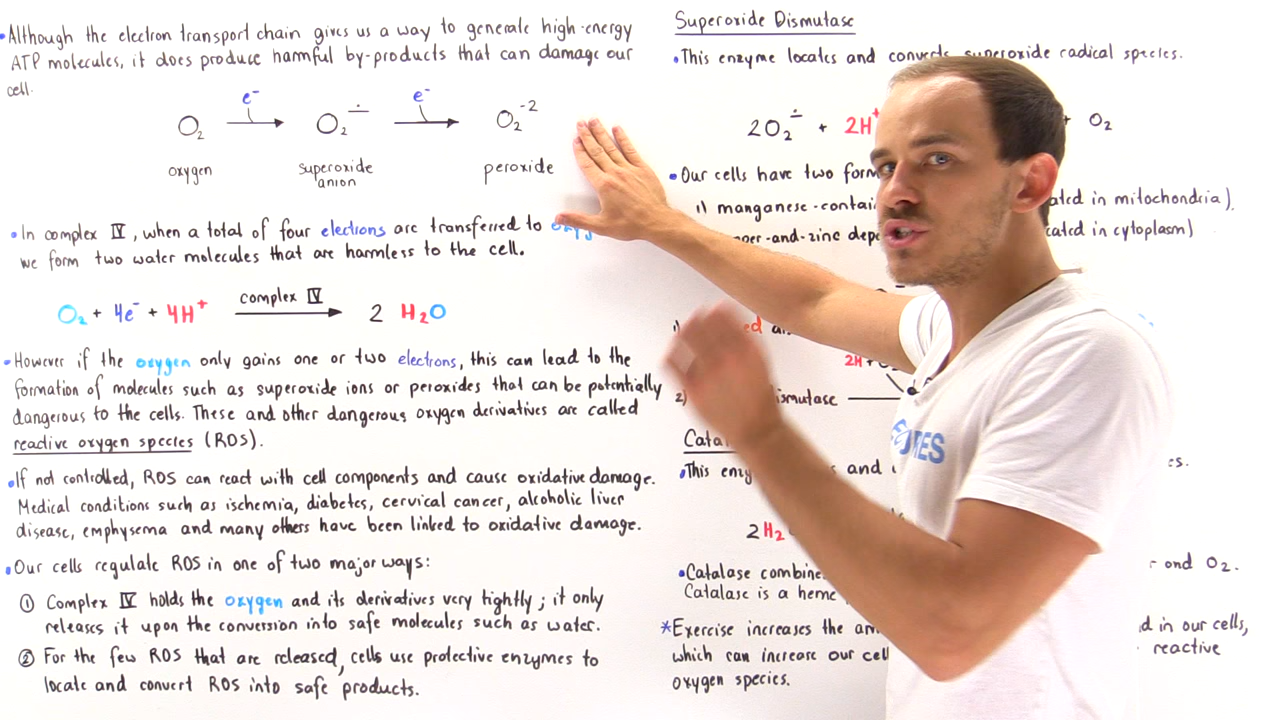 •Although the electron transport chain gives us a way to generate high-energy
ATP molecules, it does produce harmful by-products that can damage our
cell.
e⁻ e⁻
O₂ → O₂∸ → O₂⁻²
oxygen superoxide peroxide
anion
•In complex IV, when a total of four electrons are transferred to
we form two water molecules that are harmless to the cell.
complex IV
O₂ + 4e⁻ + 4H⁺ → 2 H₂O
•However if the oxygen only gains one or two electrons, this can lead to the
formation of molecules such as superoxide ions or peroxides that can be potentially
dangerous to the cells. These and other dangerous oxygen derivatives are called
reactive oxygen species (ROS).
•If not controlled, ROS can react with cell components and cause oxidative damage.
Medical conditions such as ischemia, diabetes, cervical cancer, alcoholic liver
disease, emphysema and many others have been linked to oxidative damage.
•Our cells regulate ROS in one of two major ways:
① Complex IV holds the oxygen and its derivatives very tightly; it only
releases it upon the conversion into safe molecules such as water.
② For the few ROS that are released, cells use protective enzymes to
locate and convert ROS into safe products.
Superoxide Dismutase
•This enzyme locates and converts superoxide radical species.
2O₂∸ + 2H⁺ + O₂
•Our cells have two form
1) manganese-contai ated in mitochondria).
per-and-zinc depe cated in cytoplasm)
1) ed
2H+
2) ismutase
Cata
•This enzy and es.
2H₂
•Catalase combine and O₂.
Catalase is a heme
*Exercise increases the am d in our cells,
which can increase our cell reactive
oxygen species.